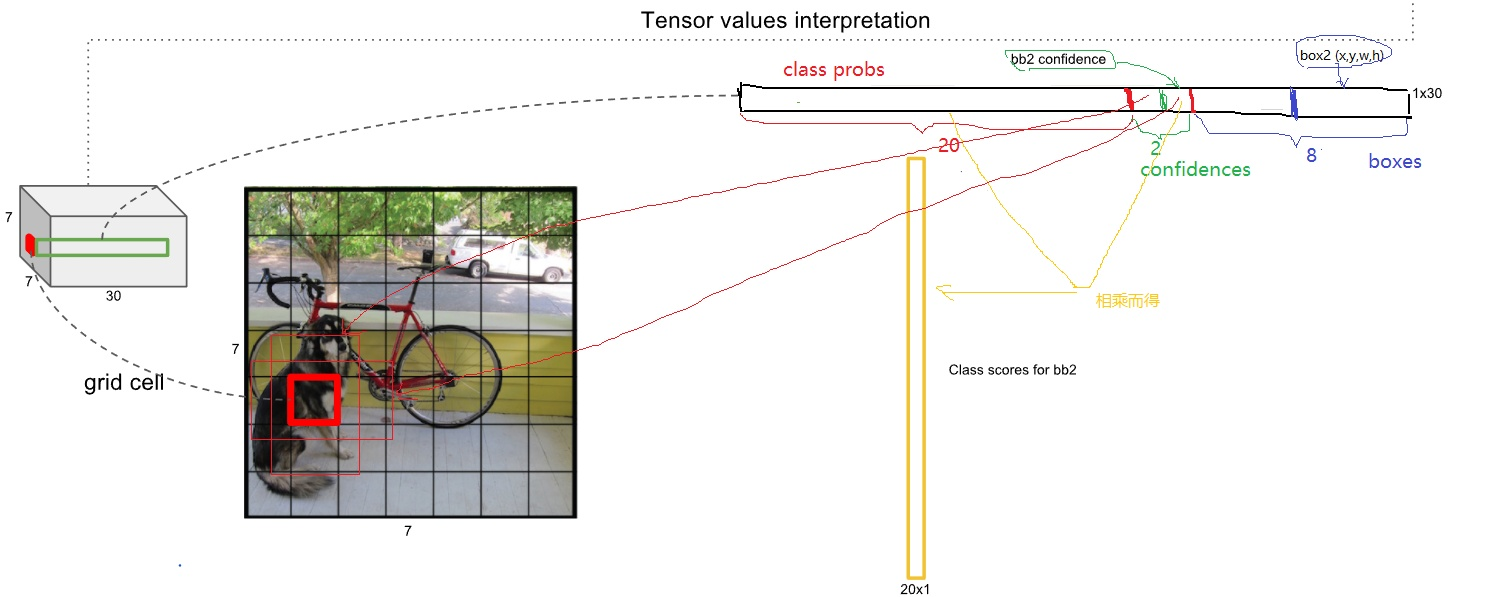 Tensor values interpretation
bb2 confidence
box2 (x,y,w,h)
class probs
1x30
20
2
8
confidences
boxes
7
7
30
相乘而得
7
grid cell
Class scores for bb2
7
20x1